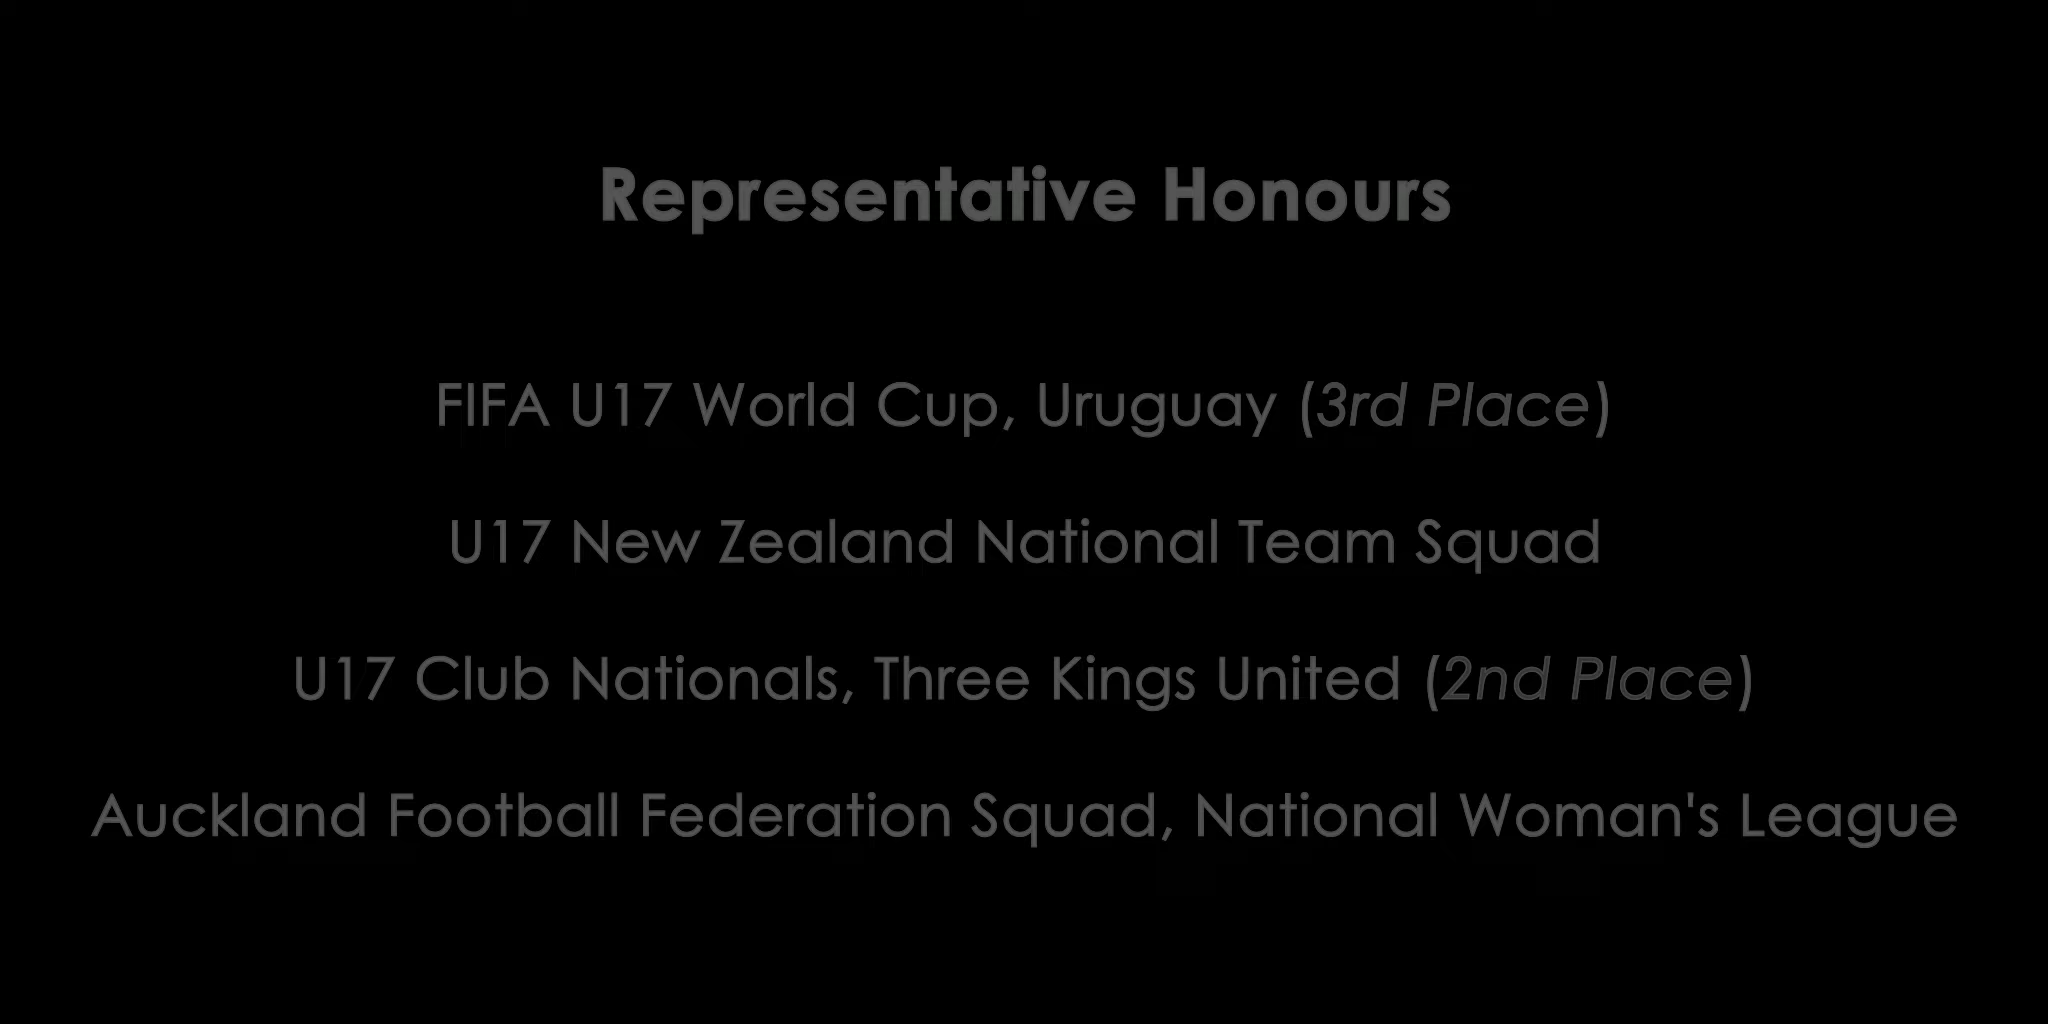 Representative Honours
FIFA U17 World Cup, Uruguay (3rd Place)
U17 New Zealand National Team Squad
U17 Club Nationals, Three Kings United (2nd Place)
Auckland Football Federation Squad, National Woman's League